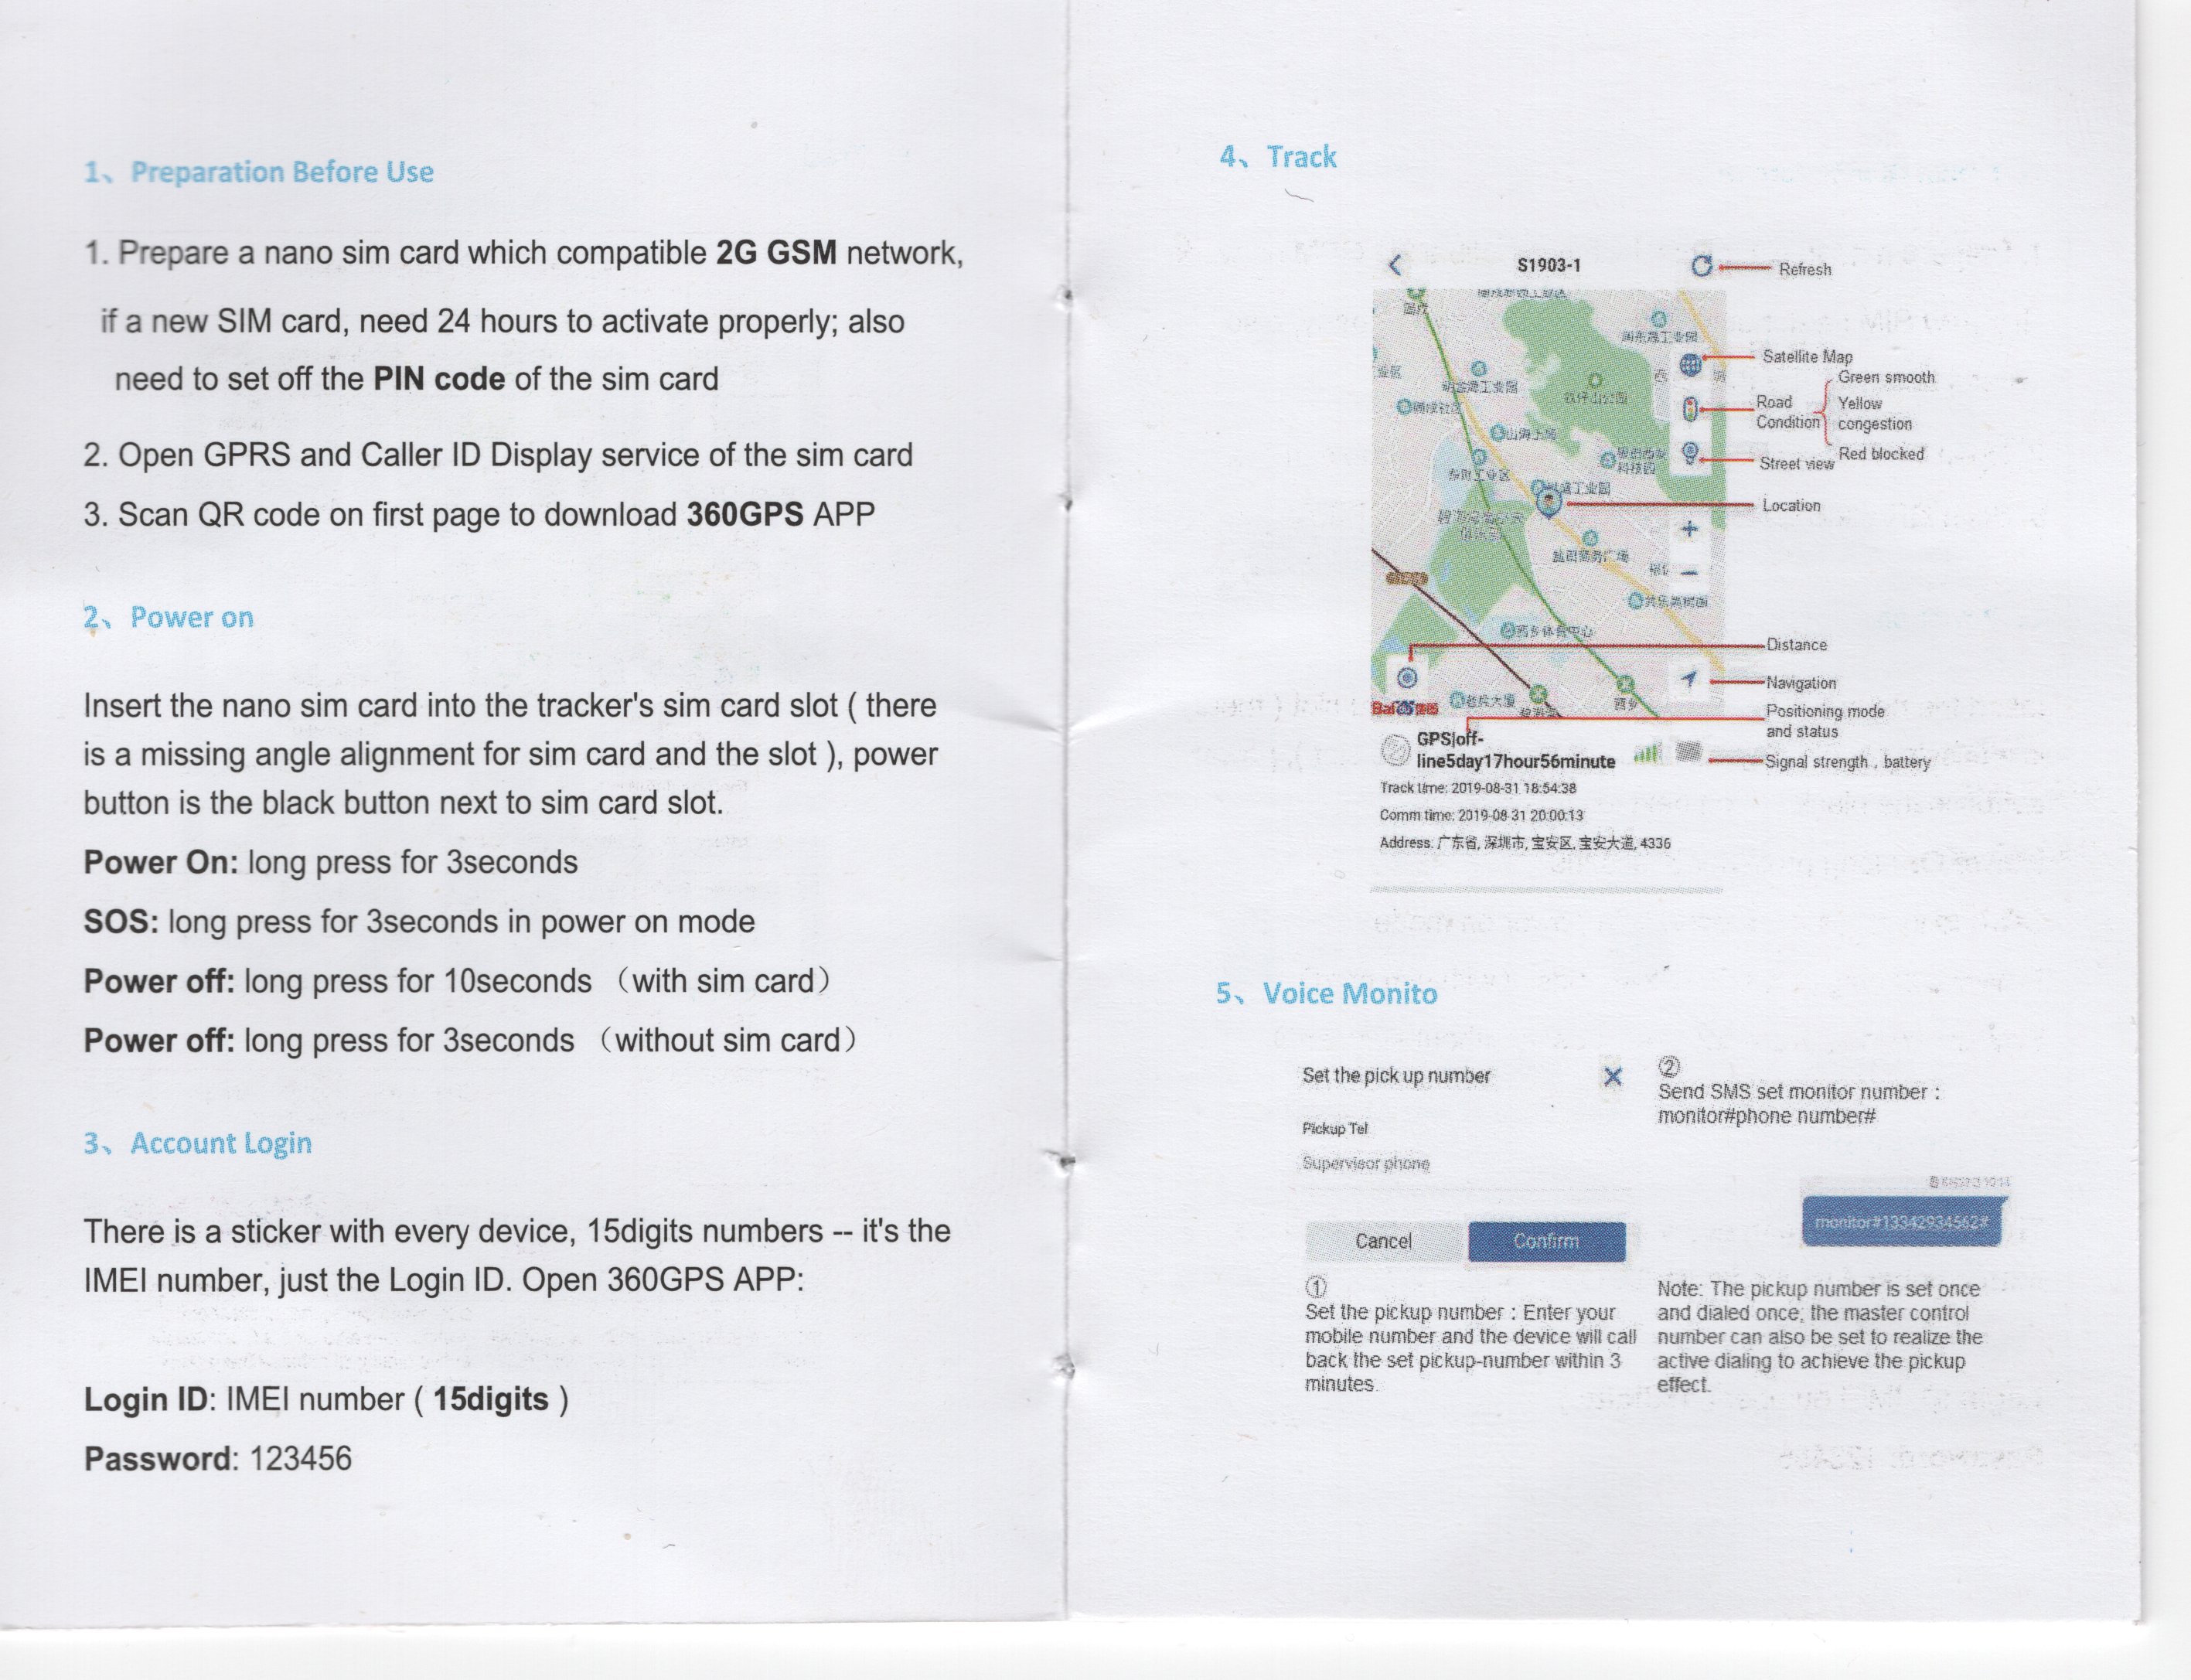 1、Preparation Before Use
1. Prepare a nano sim card which compatible 2G GSM network,
if a new SIM card, need 24 hours to activate properly; also
need to set off the PIN code of the sim card
2. Open GPRS and Caller ID Display service of the sim card
3. Scan QR code on first page to download 360GPS APP
2、Power on
Insert the nano sim card into the tracker's sim card slot ( there
is a missing angle alignment for sim card and the slot ), power
button is the black button next to sim card slot.
Power On: long press for 3seconds
SOS: long press for 3seconds in power on mode
Power off: long press for 10seconds （with sim card）
Power off: long press for 3seconds （without sim card）
3、Account Login
There is a sticker with every device, 15digits numbers -- it's the
IMEI number, just the Login ID. Open 360GPS APP:
Login ID: IMEI number ( 15digits )
Password: 123456
4、Track
S1903-1
Refresh
Satellite Map
Road
Condition
Green smooth
Yellow
congestion
Red blocked
Street view
Location
西乡体育中心
西乡
Distance
Navigation
Positioning mode
and status
Signal strength , battery
GPS|off-
line5day17hour56minute
Track time: 2019-08-31 18:54:38
Comm time: 2019-08-31 20:00:13
Address: 广东省, 深圳市, 宝安区, 宝安大道, 4336
5、Voice Monito
Set the pick up number
Pickup Tel
Supervisor phone
Cancel
Confirm
①
Set the pickup number : Enter your
mobile number and the device will call
back the set pickup-number within 3
minutes.
②
Send SMS set monitor number :
monitor#phone number#
monitor#13342934562#
Note: The pickup number is set once
and dialed once, the master control
number can also be set to realize the
active dialing to achieve the pickup
effect.